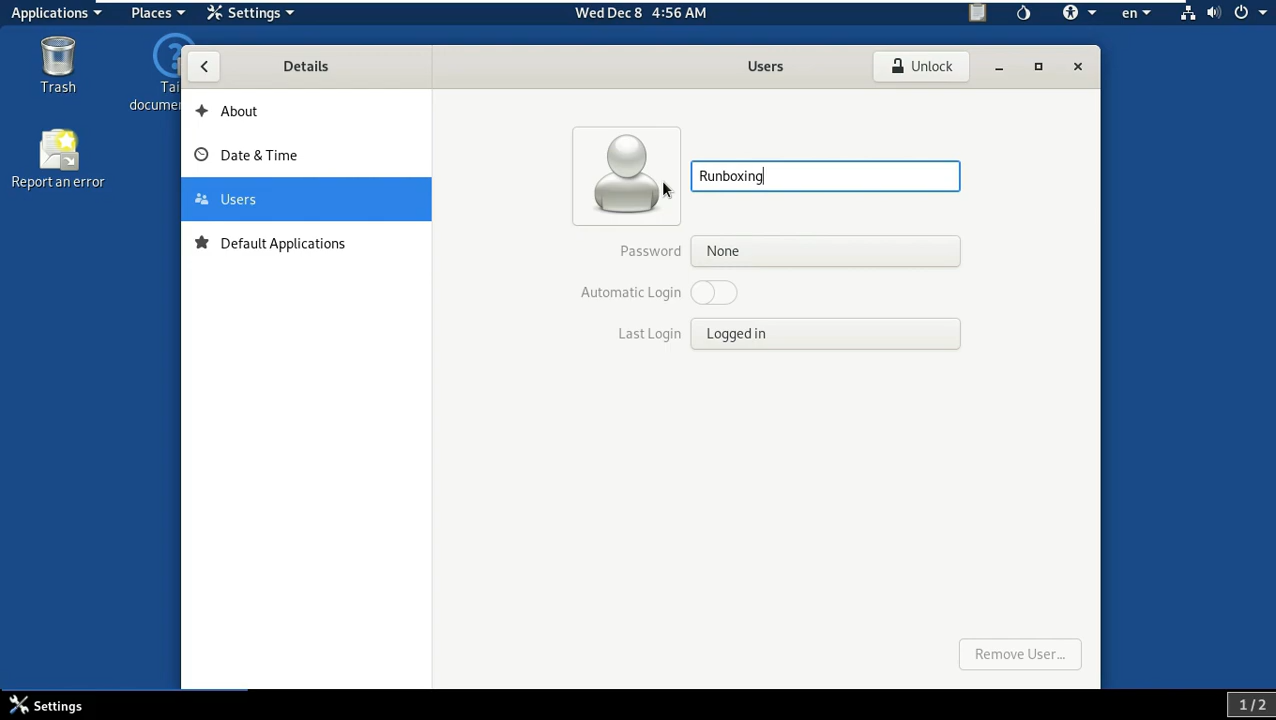 Applications Places Settings Wed Dec 8 4:56 AM en
Trash
Report an error
Details
Users
Unlock
About
Date & Time
Users
Default Applications
Runboxing
Password None
Automatic Login
Last Login Logged in
Remove User...
Settings
1 / 2